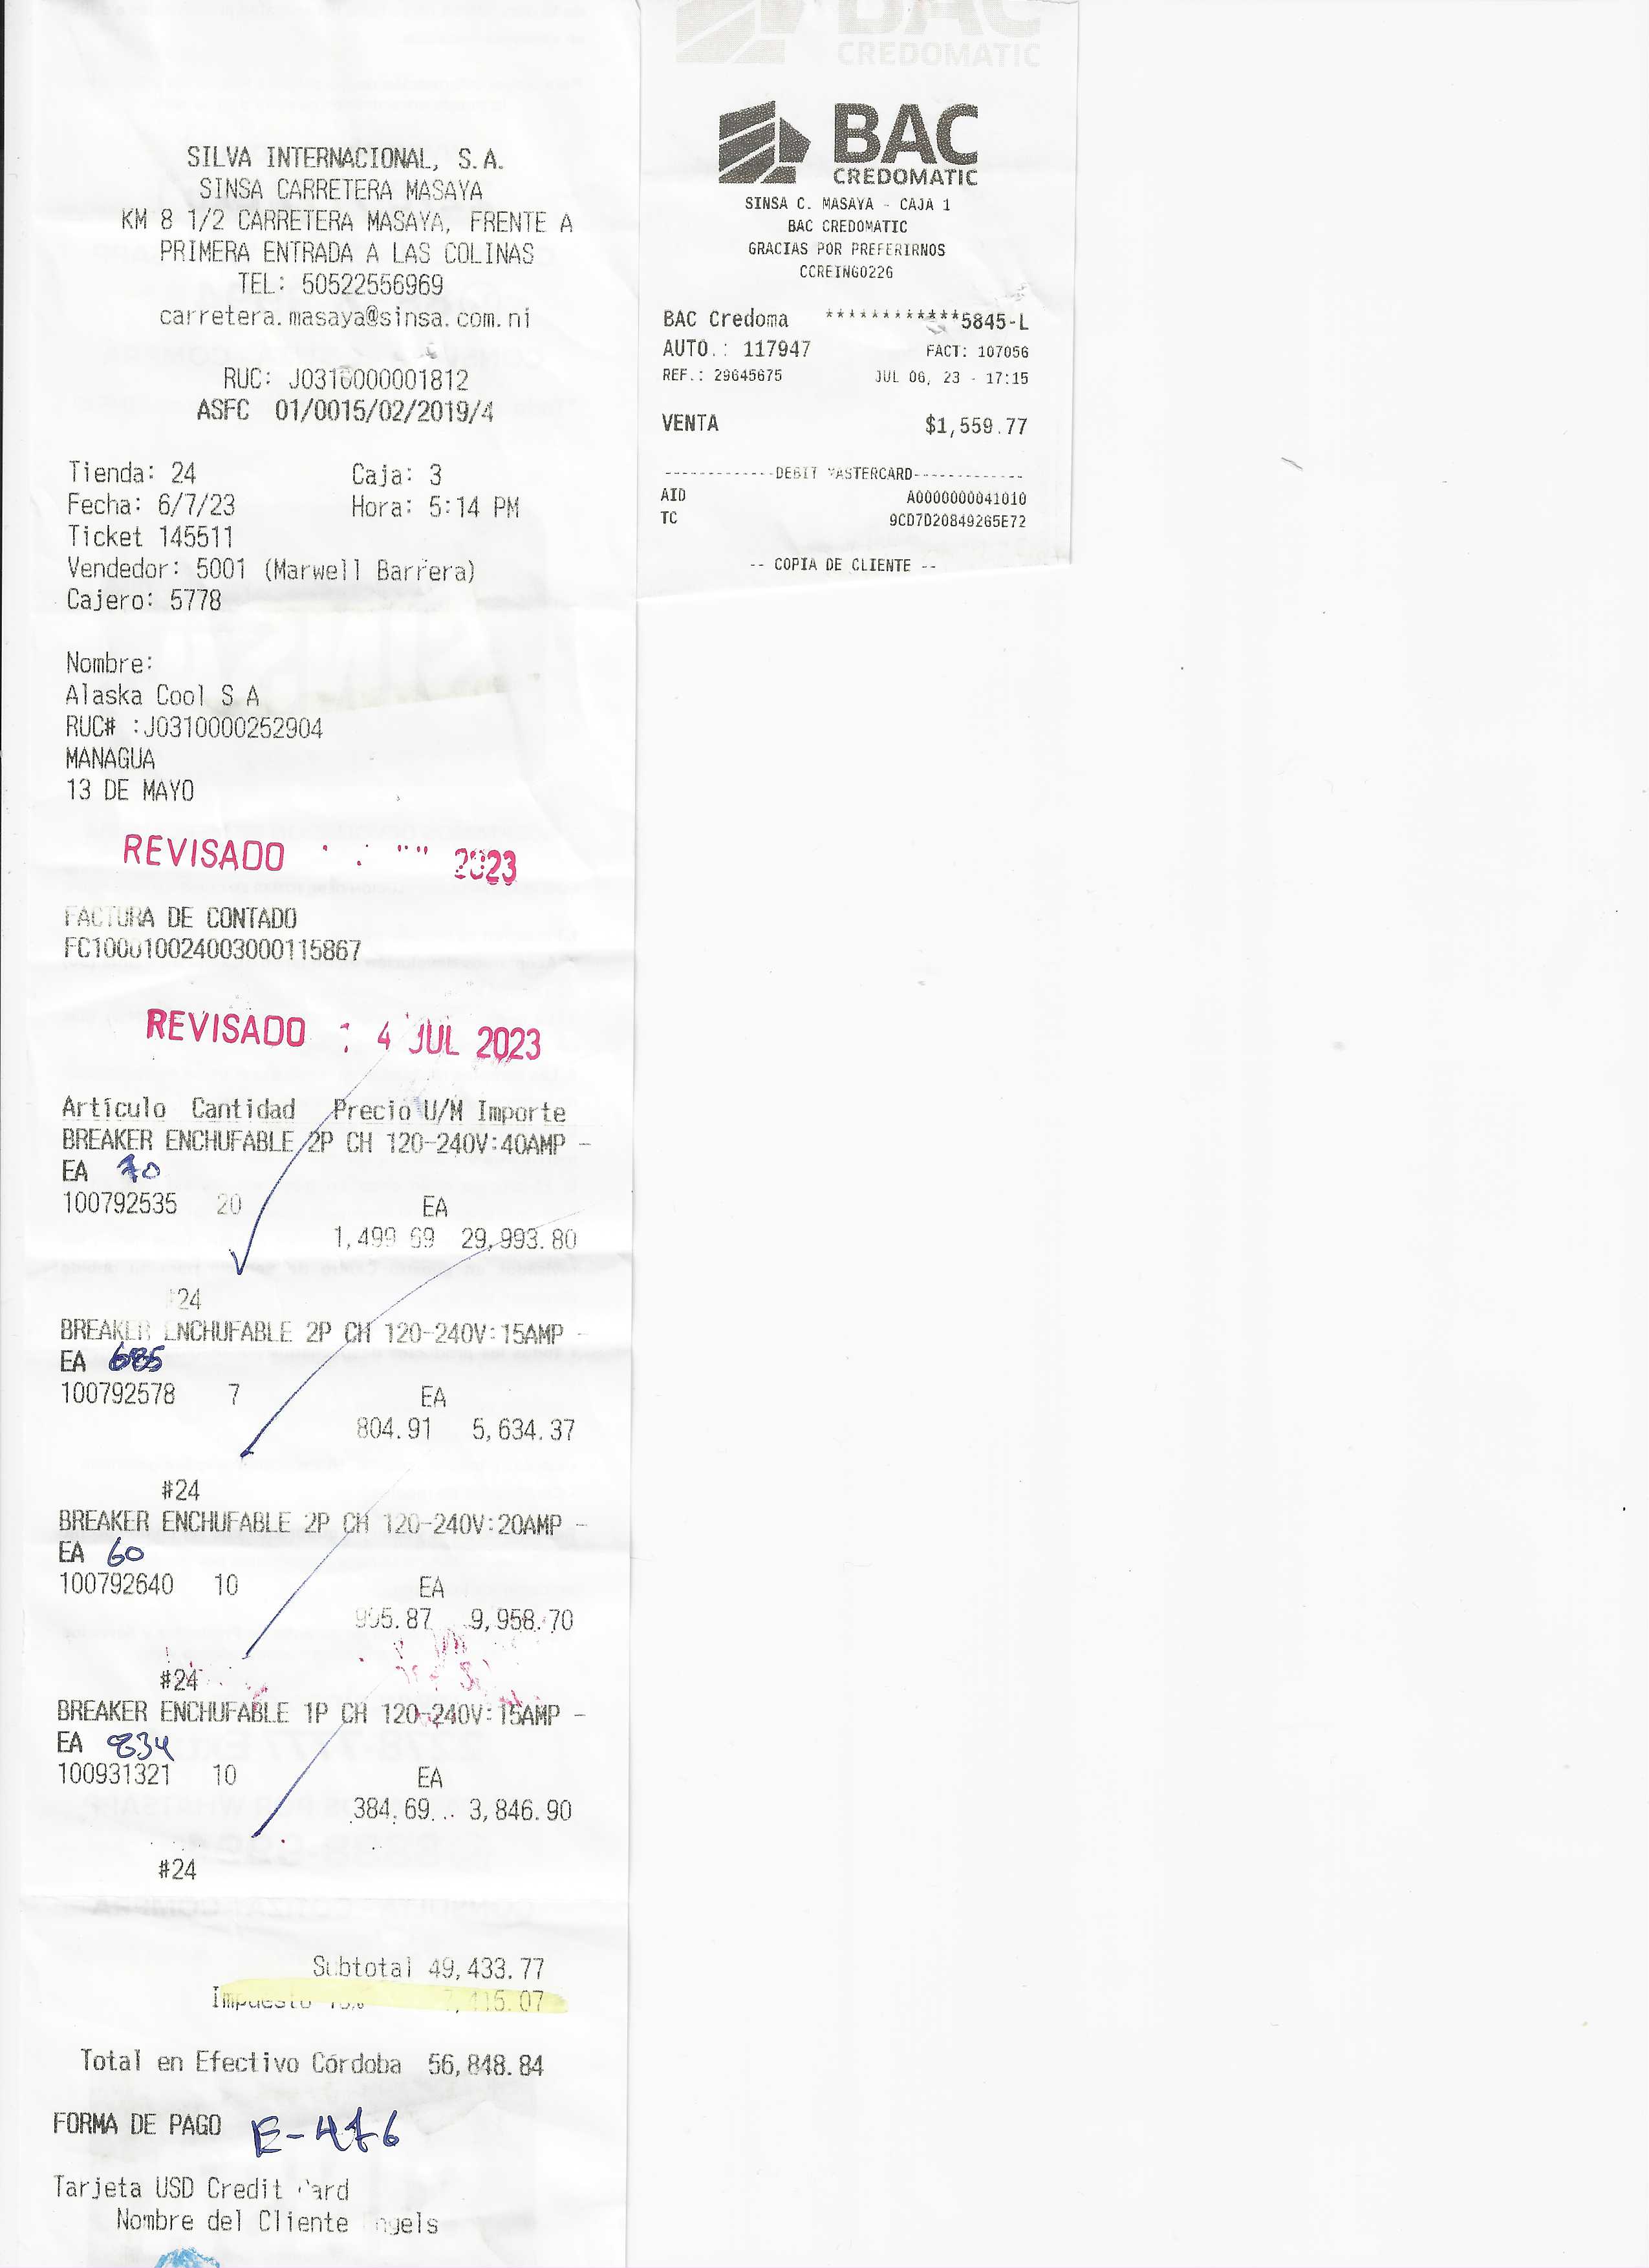 SILVA INTERNACIONAL, S.A.
SINSA CARRETERA MASAYA
KM 8 1/2 CARRETERA MASAYA, FRENTE A
PRIMERA ENTRADA A LAS COLINAS
TEL: 50522556969
carretera.masaya@sinsa.com.ni
RUC: J0310000001812
ASFC 01/0015/02/2019/4
Tienda: 24 Caja: 3
Fecha: 6/7/23 Hora: 5:14 PM
Ticket 145511
Vendedor: 5001 (Marwell Barrera)
Cajero: 5778
Nombre:
Alaska Cool S A
RUC# :J0310000252904
MANAGUA
13 DE MAYO
REVISADO 2023
FACTURA DE CONTADO
FC100010024003000115867
REVISADO 4 JUL 2023
Artículo Cantidad Precio U/M Importe
BREAKER ENCHUFABLE 2P CH 120-240V:40AMP -
EA 70
100792535 20 EA
1,499 69 29,993.80
#24
BREAKER ENCHUFABLE 2P CH 120-240V:15AMP -
EA
100792578 7 EA
804.91 5,634.37
#24
BREAKER ENCHUFABLE 2P CH 120-240V:20AMP -
EA 60
100792640 10 EA
995.87 9,958.70
#24
BREAKER ENCHUFABLE 1P CH 120-240V:15AMP -
EA 834
100931321 10 EA
384.69 3,846.90
#24
Subtotal 49,433.77
Impuesto 15% 7,415.07
Total en Efectivo Córdoba 56,848.84
FORMA DE PAGO E-476
Tarjeta USD Credit Card
Nombre del Cliente
BAC
CREDOMATIC
BAC
CREDOMATIC
SINSA C. MASAYA - CAJA 1
BAC CREDOMATIC
GRACIAS POR PREFERIRNOS
CCREING0226
BAC Credoma ************5845-L
AUTO.: 117947 FACT: 107056
REF.: 29645675 JUL 06, 23 - 17:15
VENTA $1,559.77
------------DEBIT MASTERCARD------------
AID A0000000041010
TC 9CD7D20849265E72
-- COPIA DE CLIENTE --